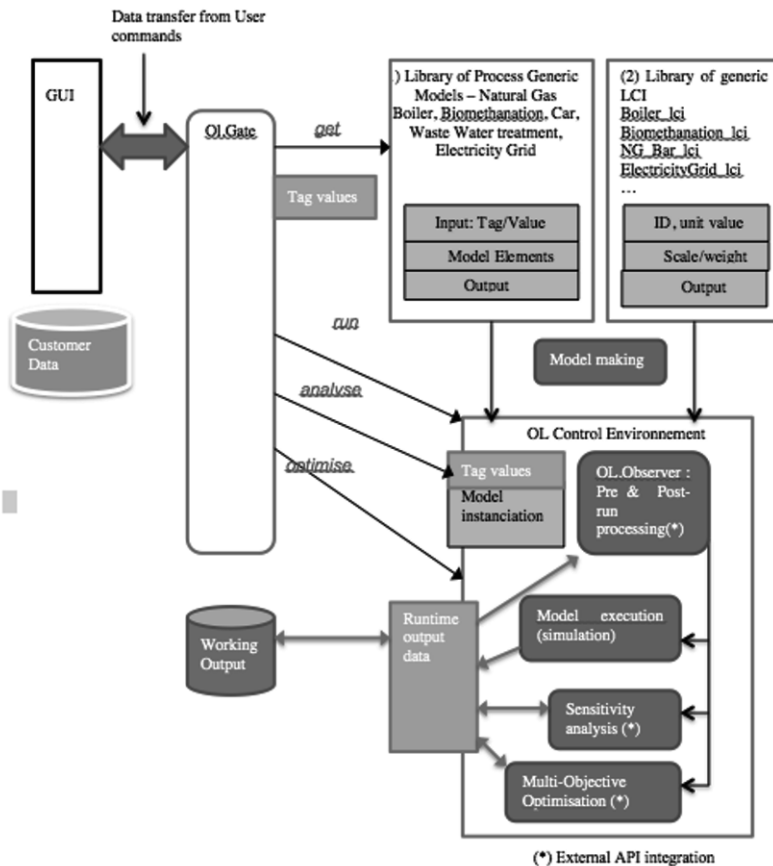 Data transfer from User
commands
GUI
OL.Gate
get
Tag values
) Library of Process Generic
Models – Natural Gas
Boiler, Biomethanation, Car,
Waste Water treatment,
Electricity Grid
Input: Tag/Value
Model Elements
Output
(2) Library of generic
LCI
Boiler_lci
Biomethanation_lci
NG_Bar_lci
ElectricityGrid_lci
...
ID, unit value
Scale/weight
Output
Customer
Data
run
analyse
optimise
Model making
OL Control Environnement
Tag values
Model
instanciation
OL.Observer :
Pre & Post-
run
processing(*)
Working
Output
Runtime
output
data
Model execution
(simulation)
Sensitivity
analysis (*)
Multi-Objective
Optimisation (*)
(*) External API integration